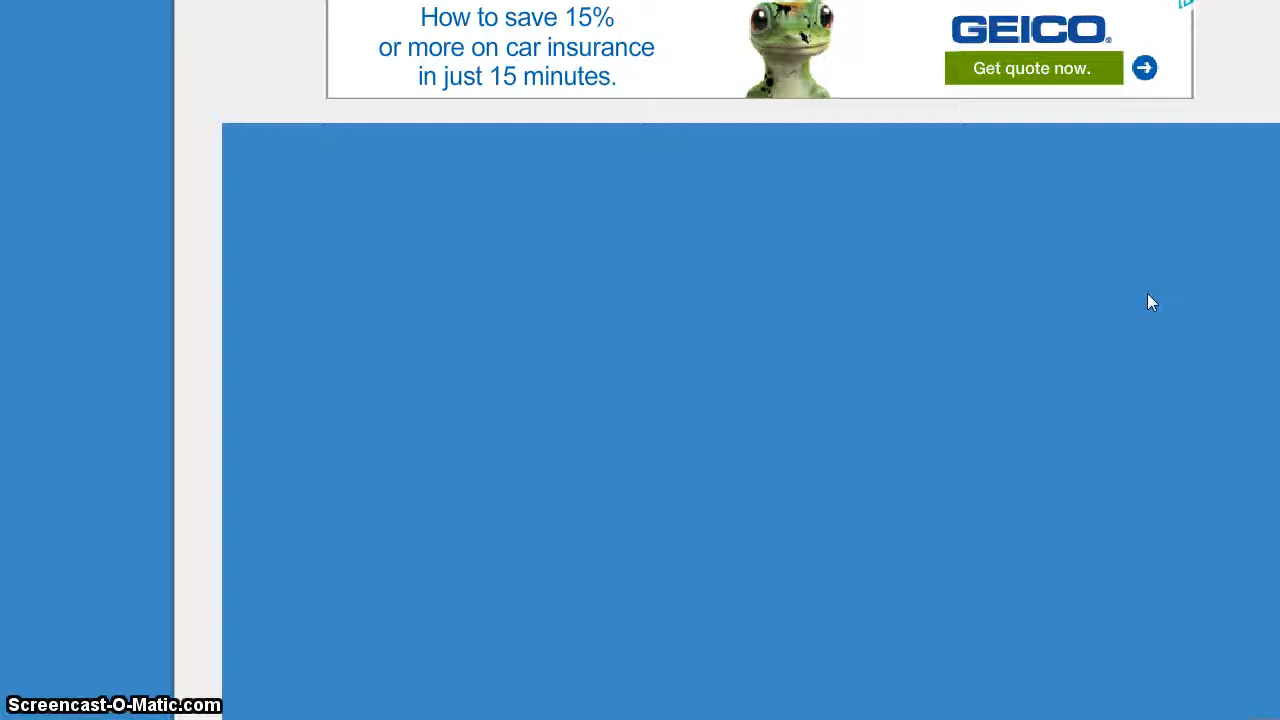 How to save 15%
or more on car insurance
in just 15 minutes.
GEICO®
Get quote now.
Screencast-O-Matic.com